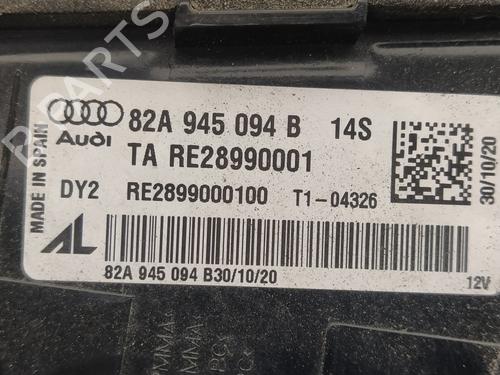 B-PARTS
Audi
82A 945 094 B 14S
TA RE28990001
DY2 RE2899000100 T1-04326
MADE IN SPAIN
30/10/20
AL
82A 945 094 B30/10/20
12V
MMA